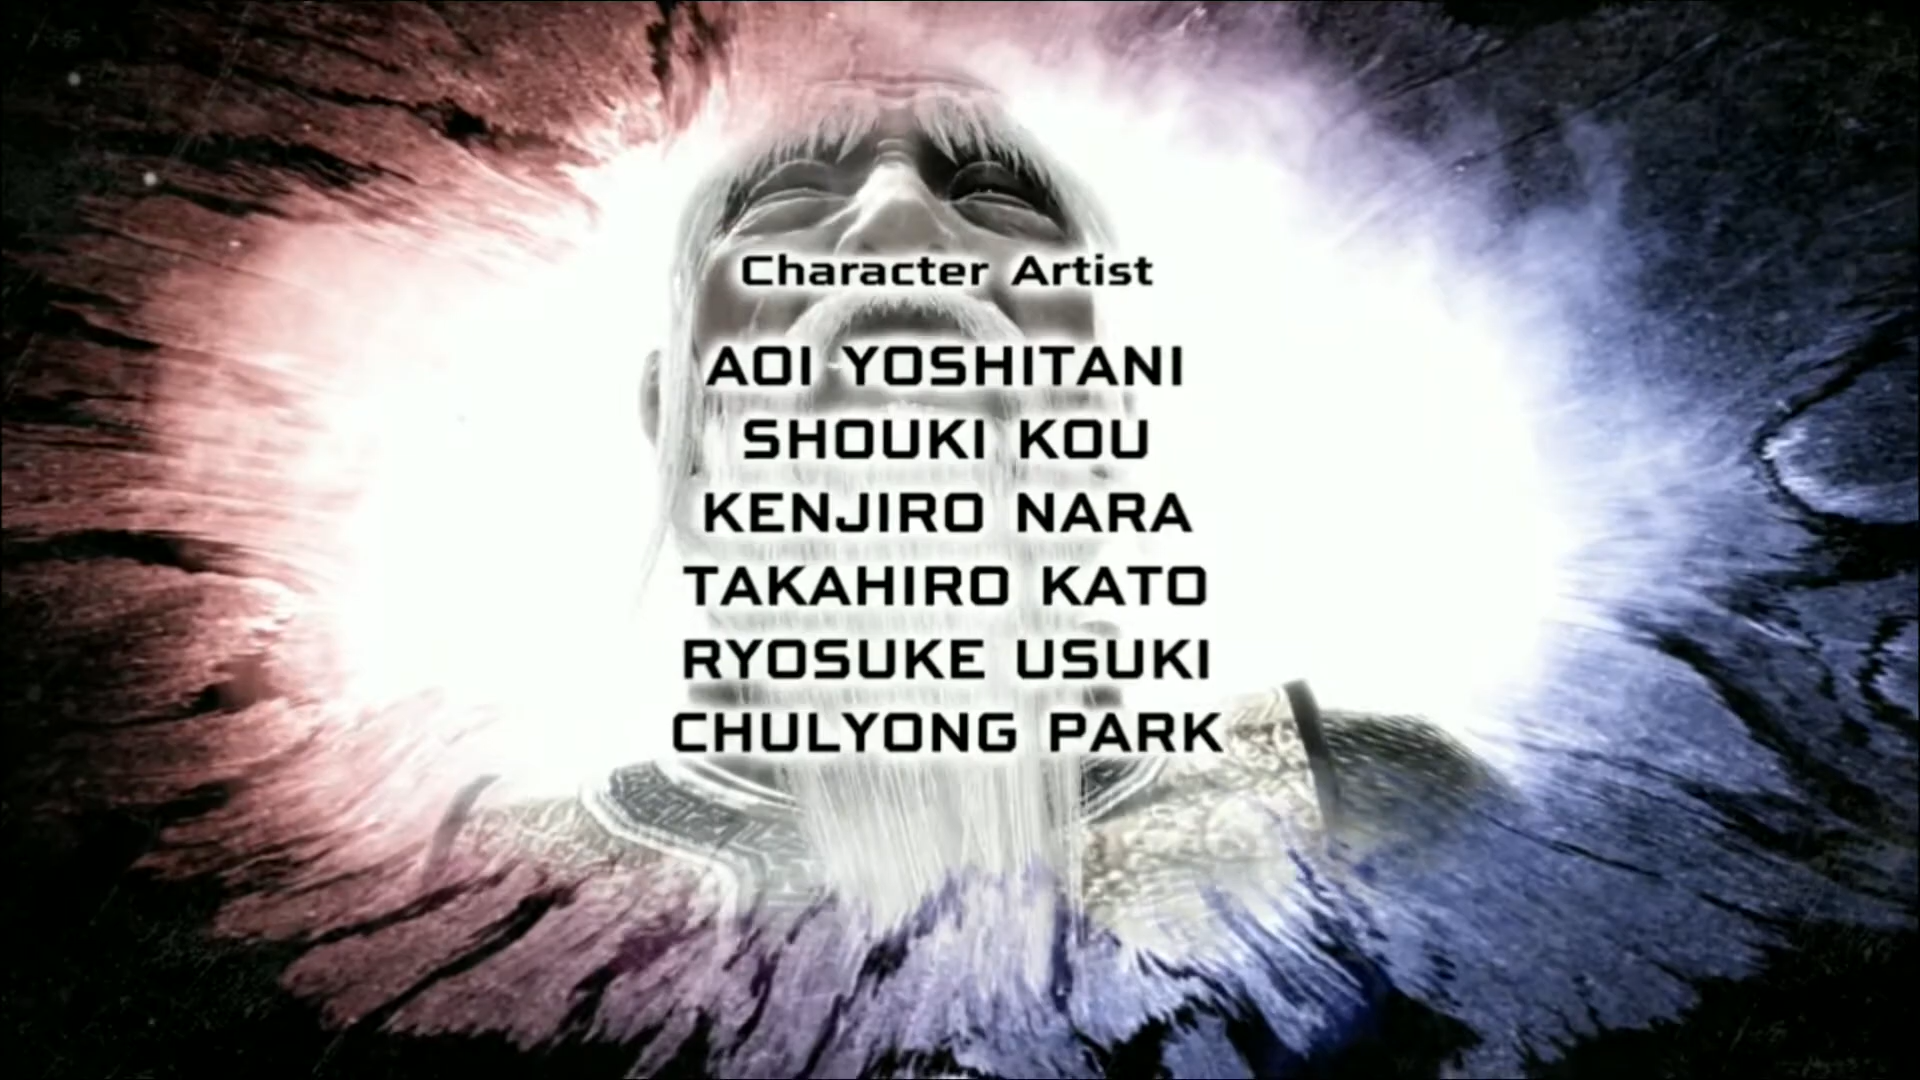 Character Artist
AOI YOSHITANI
SHOUKI KOU
KENJIRO NARA
TAKAHIRO KATO
RYOSUKE USUKI
CHULYONG PARK